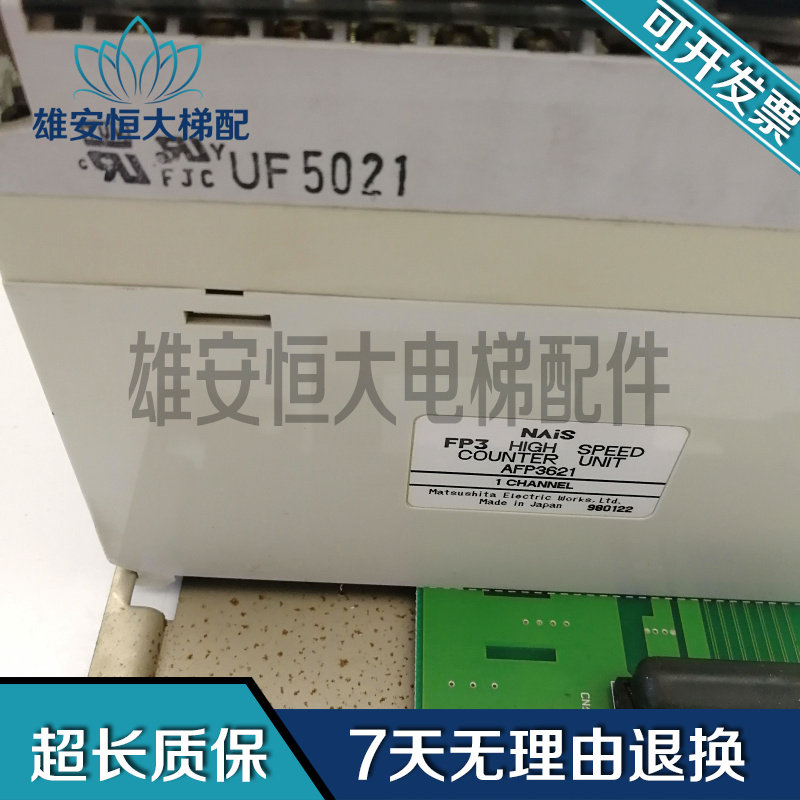 雄安恒大梯配
可开发票
FJC UF5021
雄安恒大电梯配件
NAiS
FP3 HIGH SPEED
COUNTER UNIT
AFP3621
1 CHANNEL
Matsushita Electric Works.Ltd.
Made in Japan 980122
超长质保
7天无理由退换